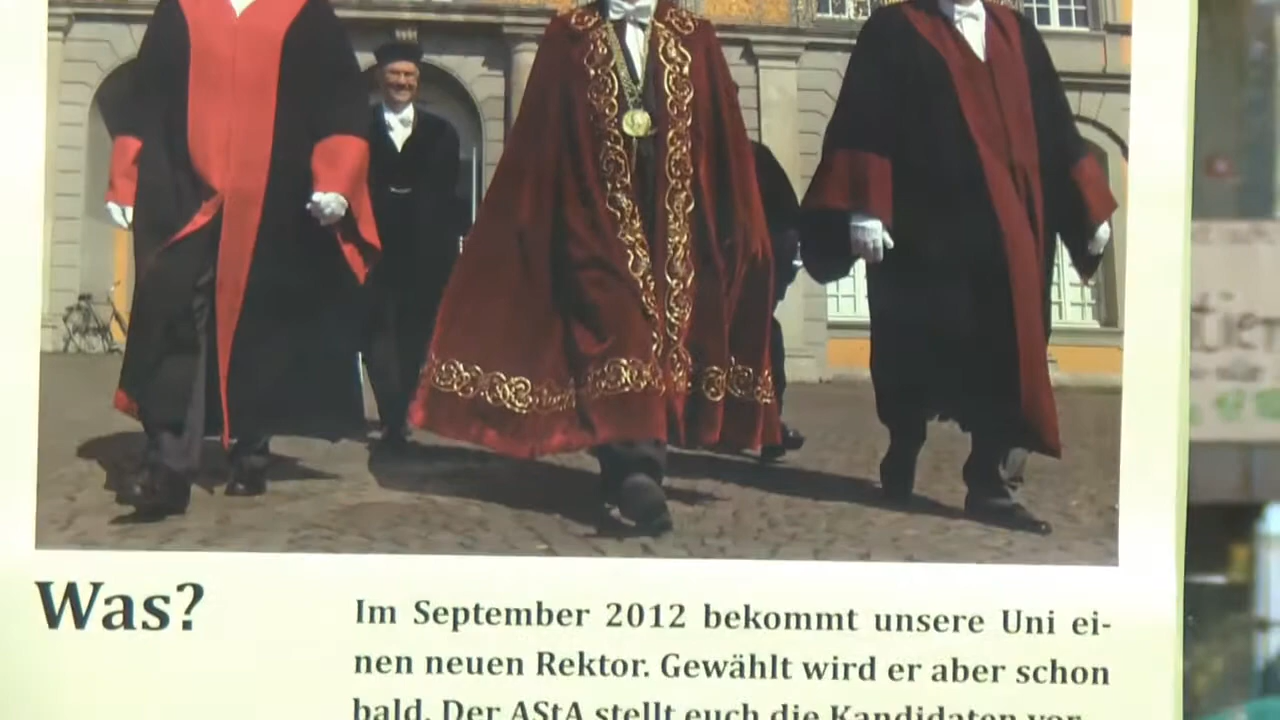 Was?
Im September 2012 bekommt unsere Uni ei-
nen neuen Rektor. Gewählt wird er aber schon
bald. Der AStA stellt euch die Kandidaten vor